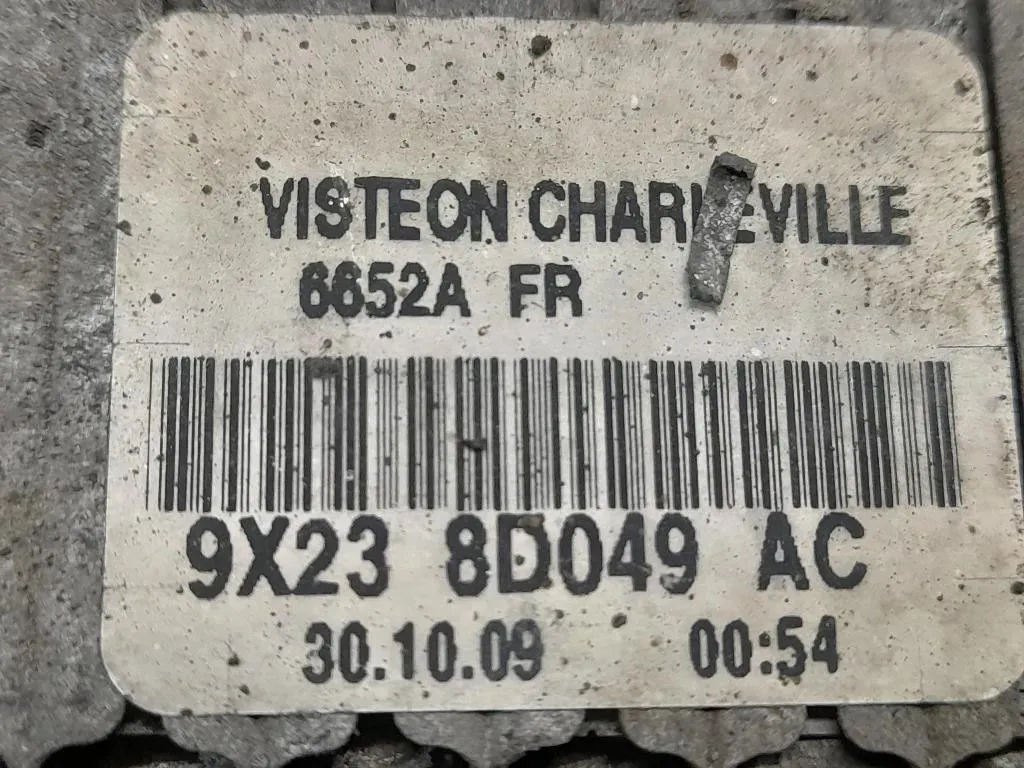 VISTEON CHARLEVILLE
6652A FR
9X23 8D049 AC
30.10.09 00:54